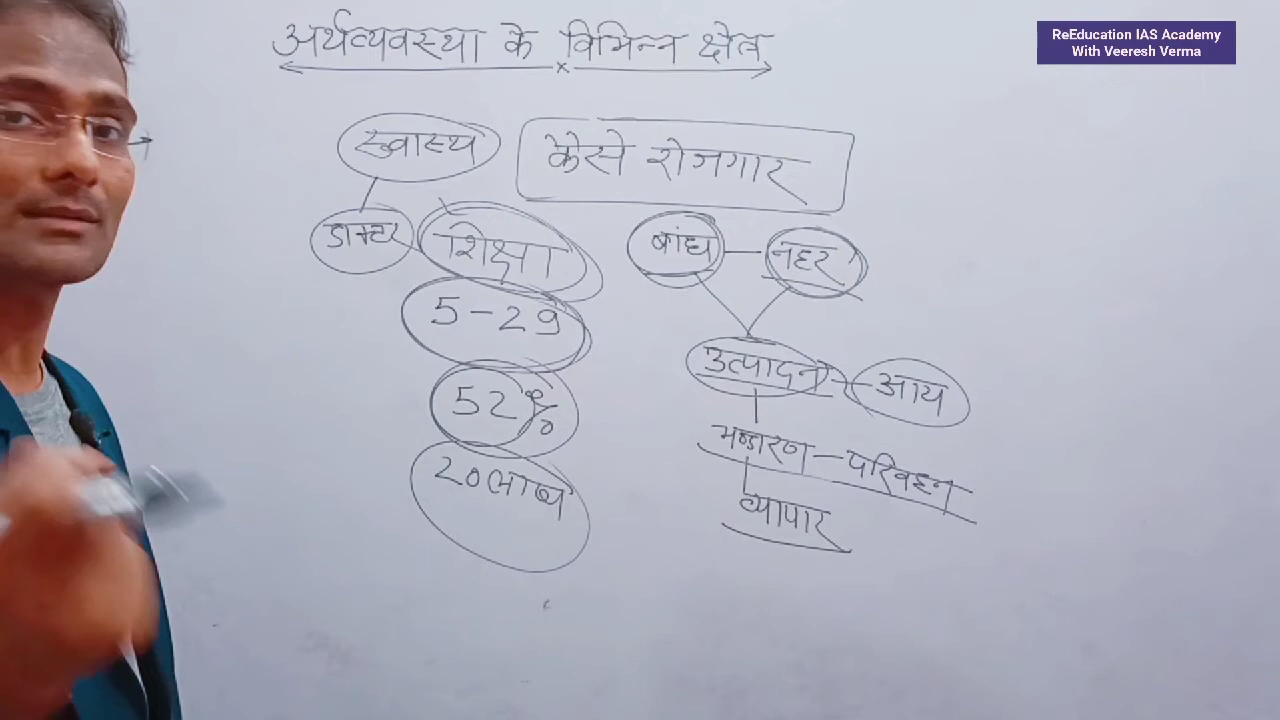 ReEducation IAS Academy
With Veeresh Verma
अर्थव्यवस्था के विभिन्न क्षेत्र
स्वास्थ्य
कैसे रोजगार
डाक्टर
शिक्षा
बांध - नहर
5-29
उत्पादन - आय
52%
भण्डारण - परिवहन
20लाख
व्यापार